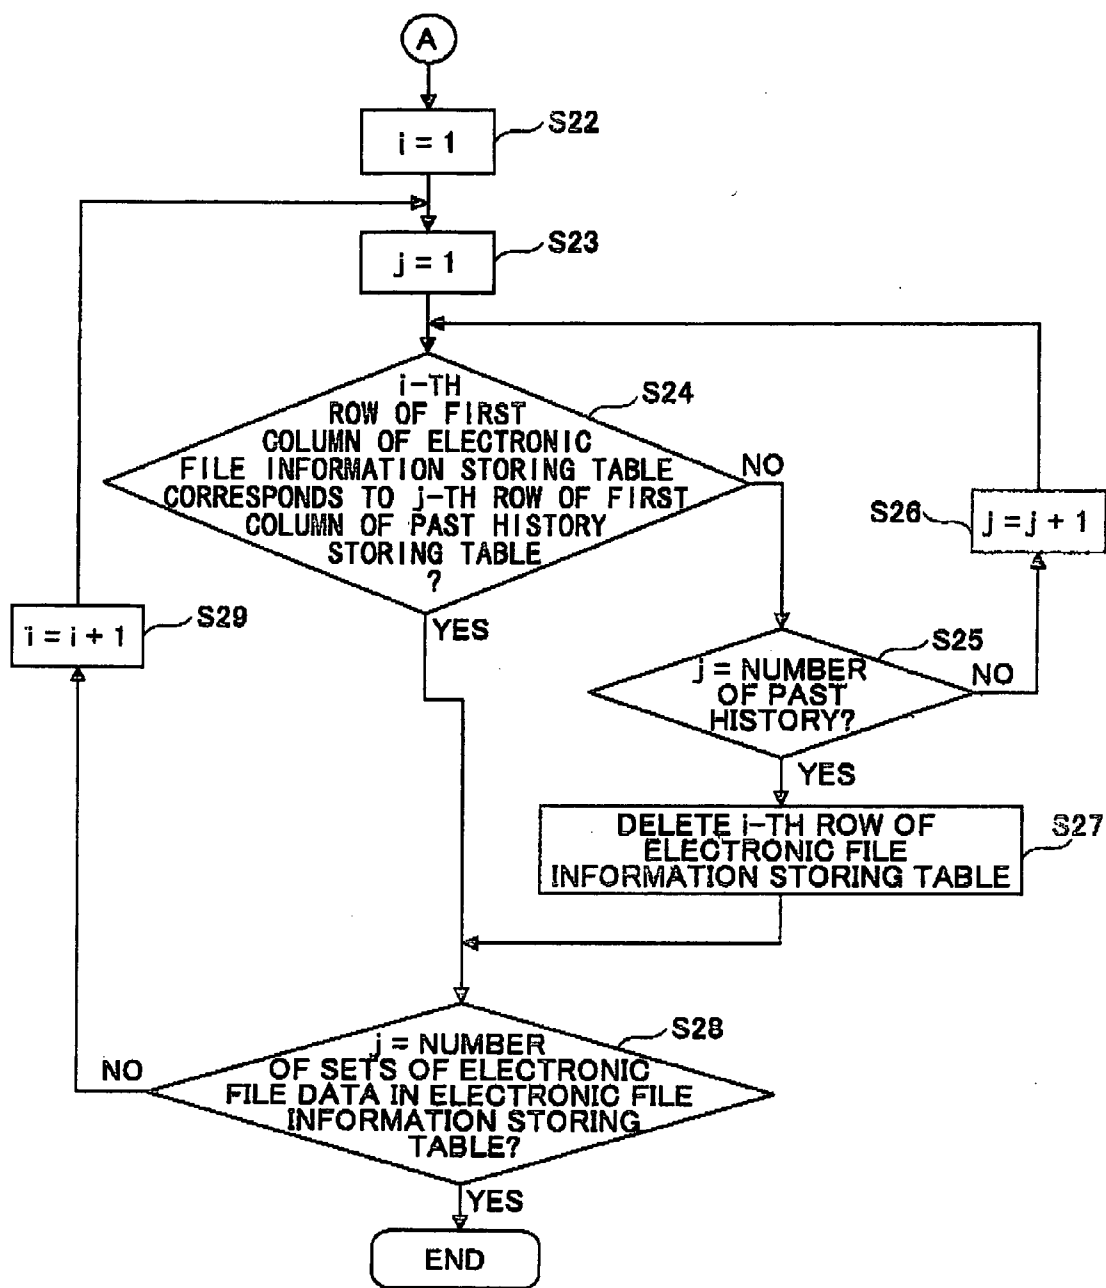 A
i = 1
S22
j = 1
S23
i-TH
ROW OF FIRST
COLUMN OF ELECTRONIC
FILE INFORMATION STORING TABLE
CORRESPONDS TO j-TH ROW OF FIRST
COLUMN OF PAST HISTORY
STORING TABLE
?
S24
NO
YES
S26
j = j + 1
i = i + 1
S29
j = NUMBER
OF PAST
HISTORY?
S25
NO
YES
DELETE i-TH ROW OF
ELECTRONIC FILE
INFORMATION STORING TABLE
S27
j = NUMBER
OF SETS OF ELECTRONIC
FILE DATA IN ELECTRONIC FILE
INFORMATION STORING
TABLE?
S28
NO
YES
END